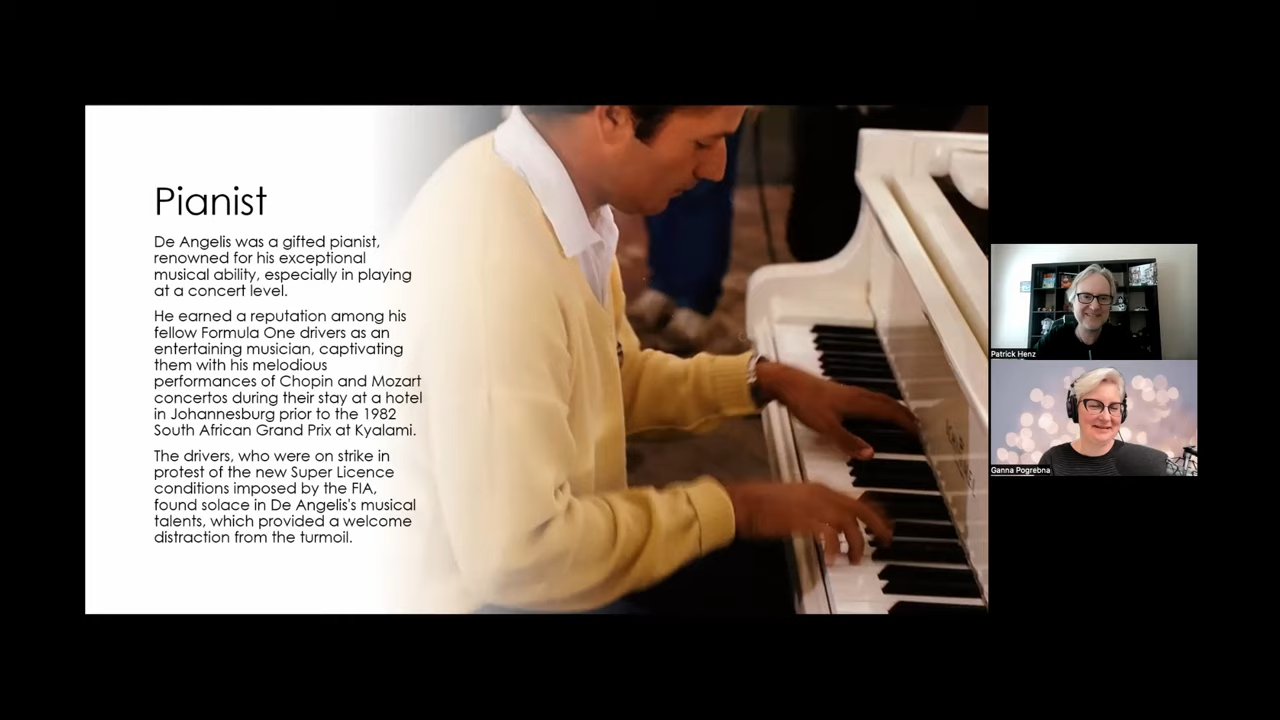 Pianist
De Angelis was a gifted pianist,
renowned for his exceptional
musical ability, especially in playing
at a concert level.
He earned a reputation among his
fellow Formula One drivers as an
entertaining musician, captivating
them with his melodious
performances of Chopin and Mozart
concertos during their stay at a hotel
in Johannesburg prior to the 1982
South African Grand Prix at Kyalami.
The drivers, who were on strike in
protest of the new Super Licence
conditions imposed by the FIA,
found solace in De Angelis's musical
talents, which provided a welcome
distraction from the turmoil.
Patrick Henz
Ganna Pogrebna